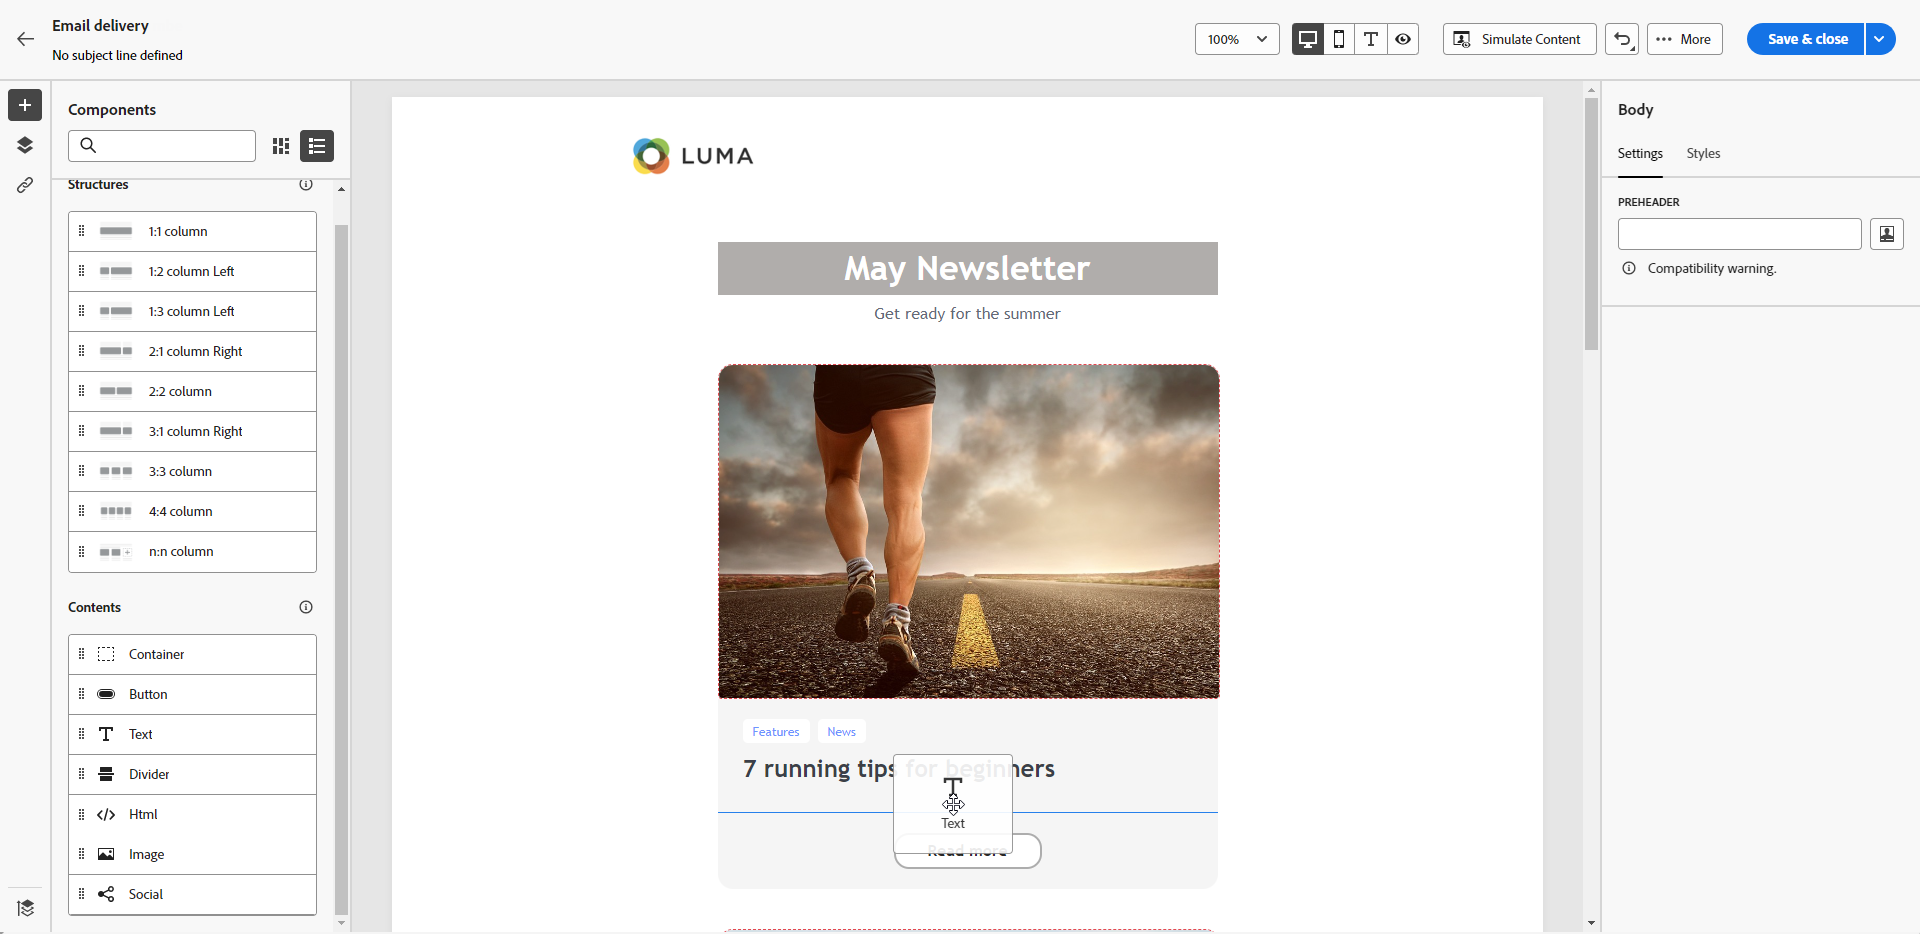 Email delivery
No subject line defined
100%
Simulate Content
More
Save & close
Components
Structures
1:1 column
1:2 column Left
1:3 column Left
2:1 column Right
2:2 column
3:1 column Right
3:3 column
4:4 column
n:n column
Contents
Container
Button
Text
Divider
Html
Image
Social
LUMA
May Newsletter
Get ready for the summer
Features News
7 running tips for beginners
Text
Read more
Body
Settings Styles
PREHEADER
Compatibility warning.